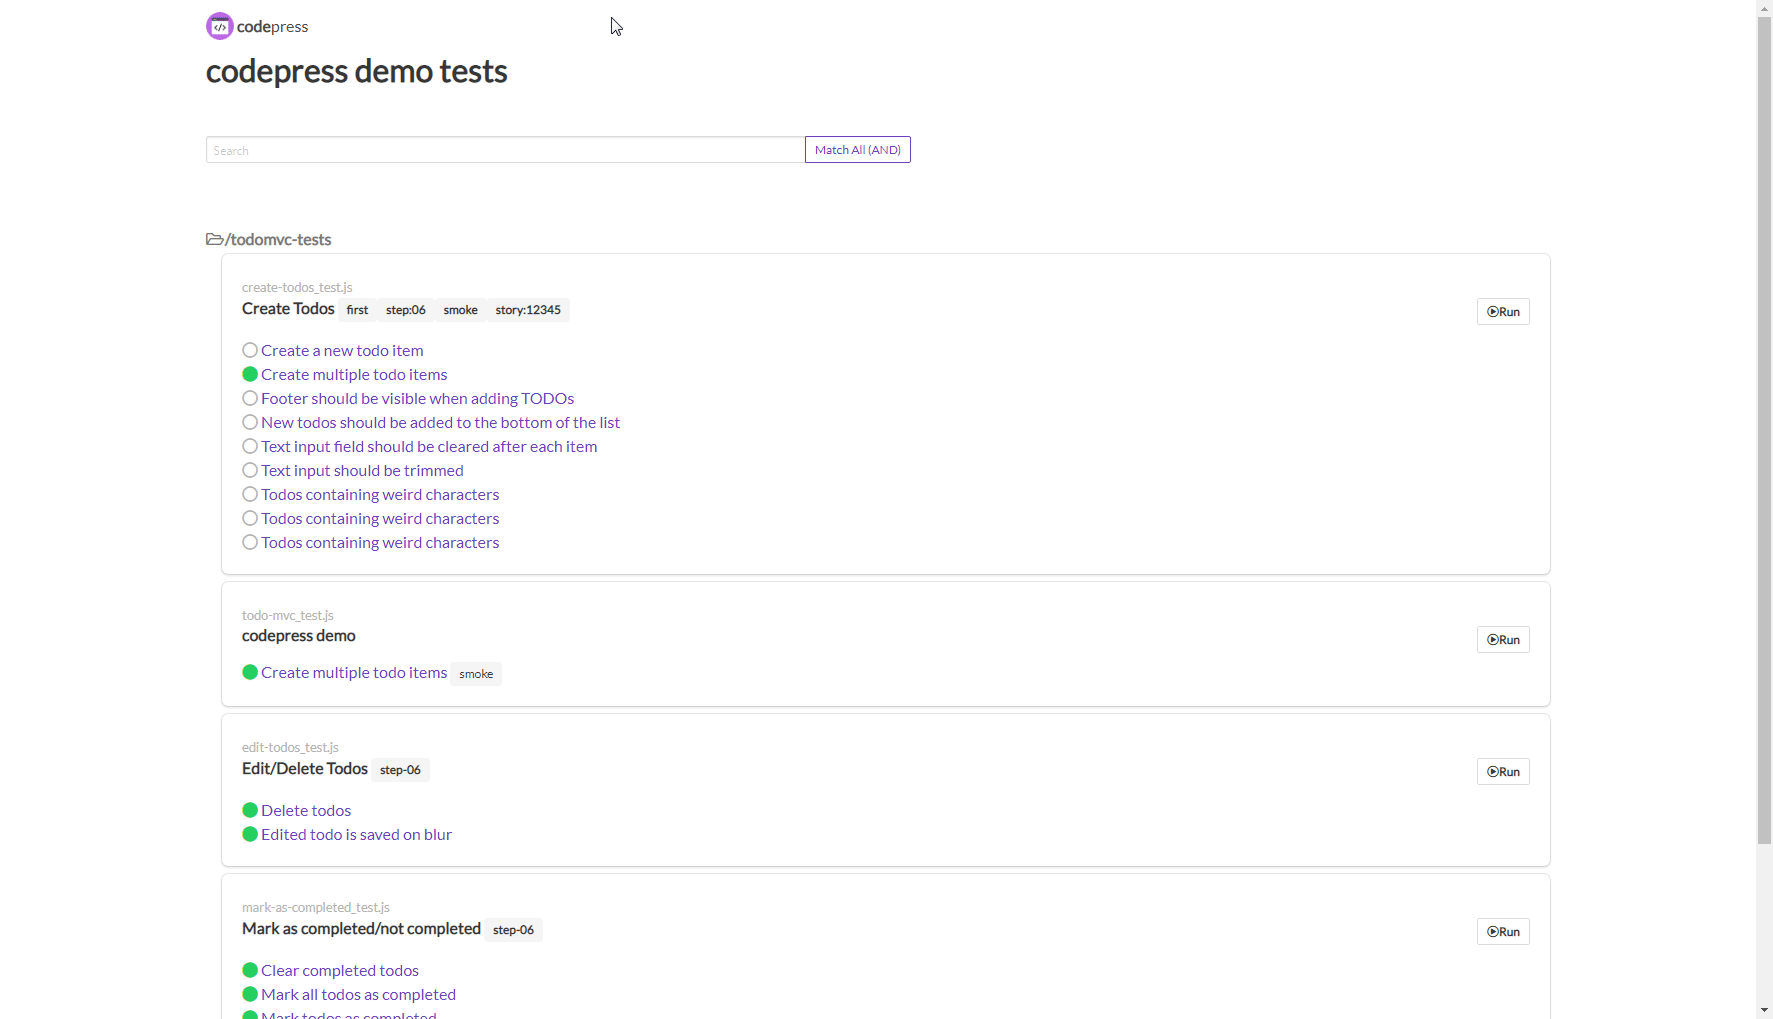 codepress
codepress demo tests
Search
Match All (AND)
/todomvc-tests
create-todos_test.js
Create Todos first step:06 smoke story:12345
Run
Create a new todo item
Create multiple todo items
Footer should be visible when adding TODOs
New todos should be added to the bottom of the list
Text input field should be cleared after each item
Text input should be trimmed
Todos containing weird characters
Todos containing weird characters
Todos containing weird characters
todo-mvc_test.js
codepress demo
Run
Create multiple todo items smoke
edit-todos_test.js
Edit/Delete Todos step-06
Run
Delete todos
Edited todo is saved on blur
mark-as-completed_test.js
Mark as completed/not completed step-06
Run
Clear completed todos
Mark all todos as completed
Mark todos as completed